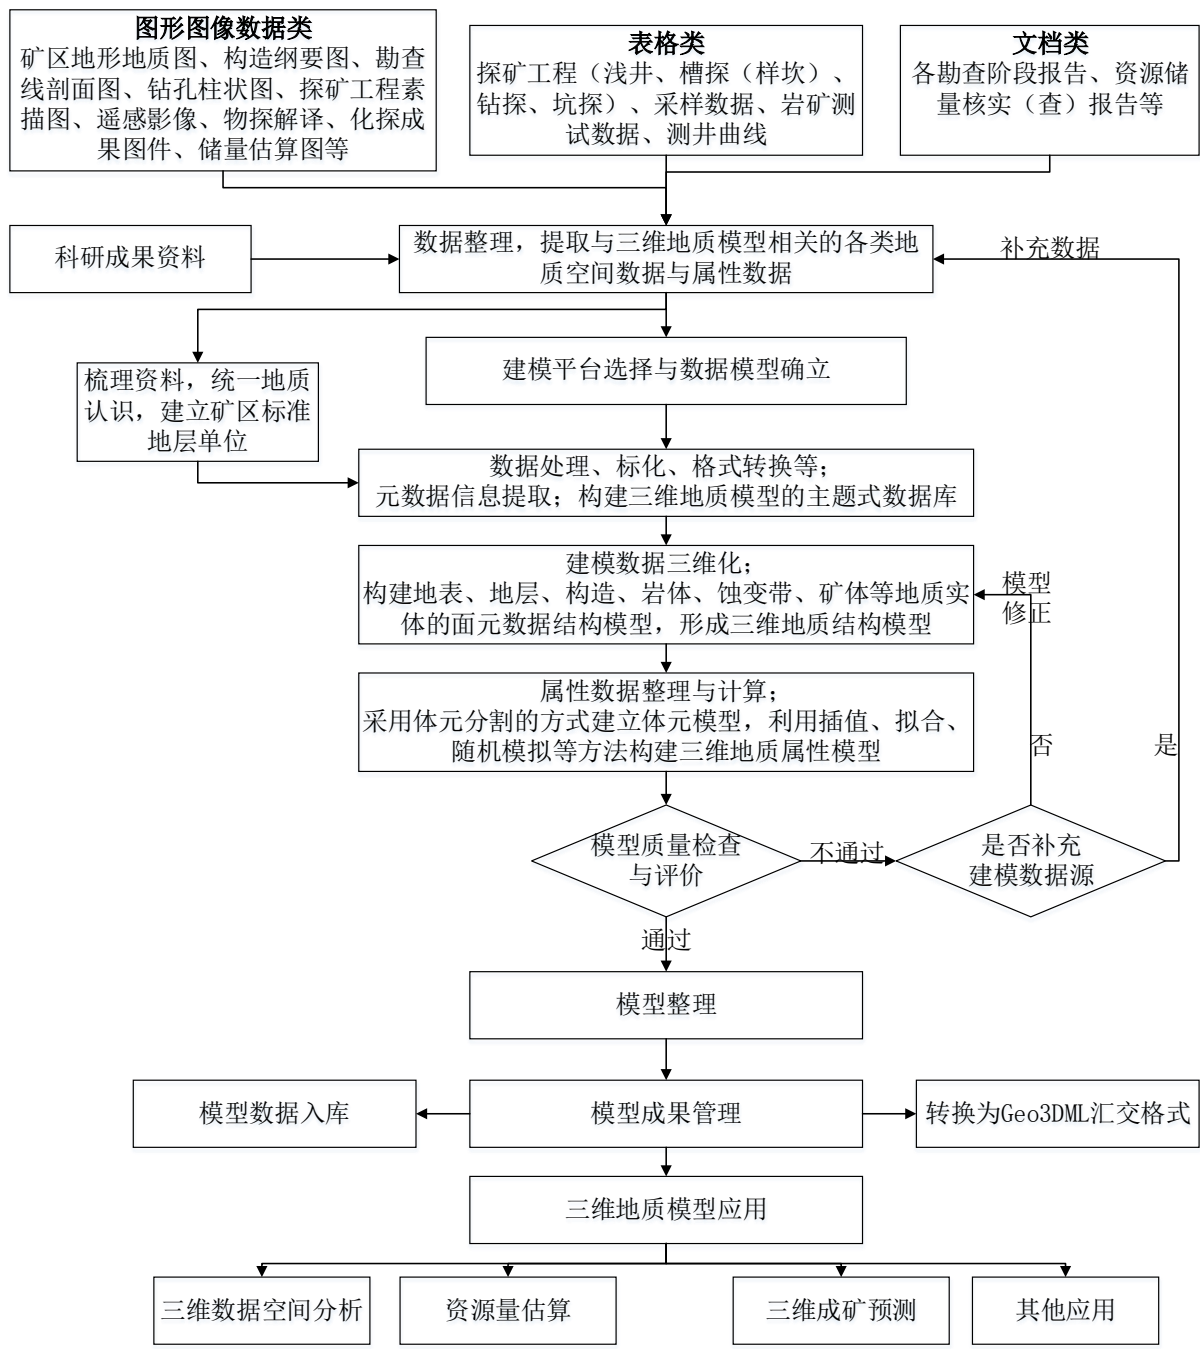 图形图像数据类
矿区地形地质图、构造纲要图、勘查
线剖面图、钻孔柱状图、探矿工程素
描图、遥感影像、物探解译、化探成
果图件、储量估算图等
表格类
探矿工程（浅井、槽探（样坎）、
钻探、坑探）、采样数据、岩矿测
试数据、测井曲线
文档类
各勘查阶段报告、资源储
量核实（查）报告等
科研成果资料
数据整理，提取与三维地质模型相关的各类地
质空间数据与属性数据
补充数据
建模平台选择与数据模型确立
梳理资料，统一地质
认识，建立矿区标准
地层单位
数据处理、标化、格式转换等；
元数据信息提取；构建三维地质模型的主题式数据库
建模数据三维化；
构建地表、地层、构造、岩体、蚀变带、矿体等地质实
体的面元数据结构模型，形成三维地质结构模型
模型
修正
属性数据整理与计算；
采用体元分割的方式建立体元模型，利用插值、拟合、
随机模拟等方法构建三维地质属性模型
否
是
模型质量检查
与评价
不通过
是否补充
建模数据源
通过
模型整理
模型数据入库
模型成果管理
转换为Geo3DML汇交格式
三维地质模型应用
三维数据空间分析
资源量估算
三维成矿预测
其他应用